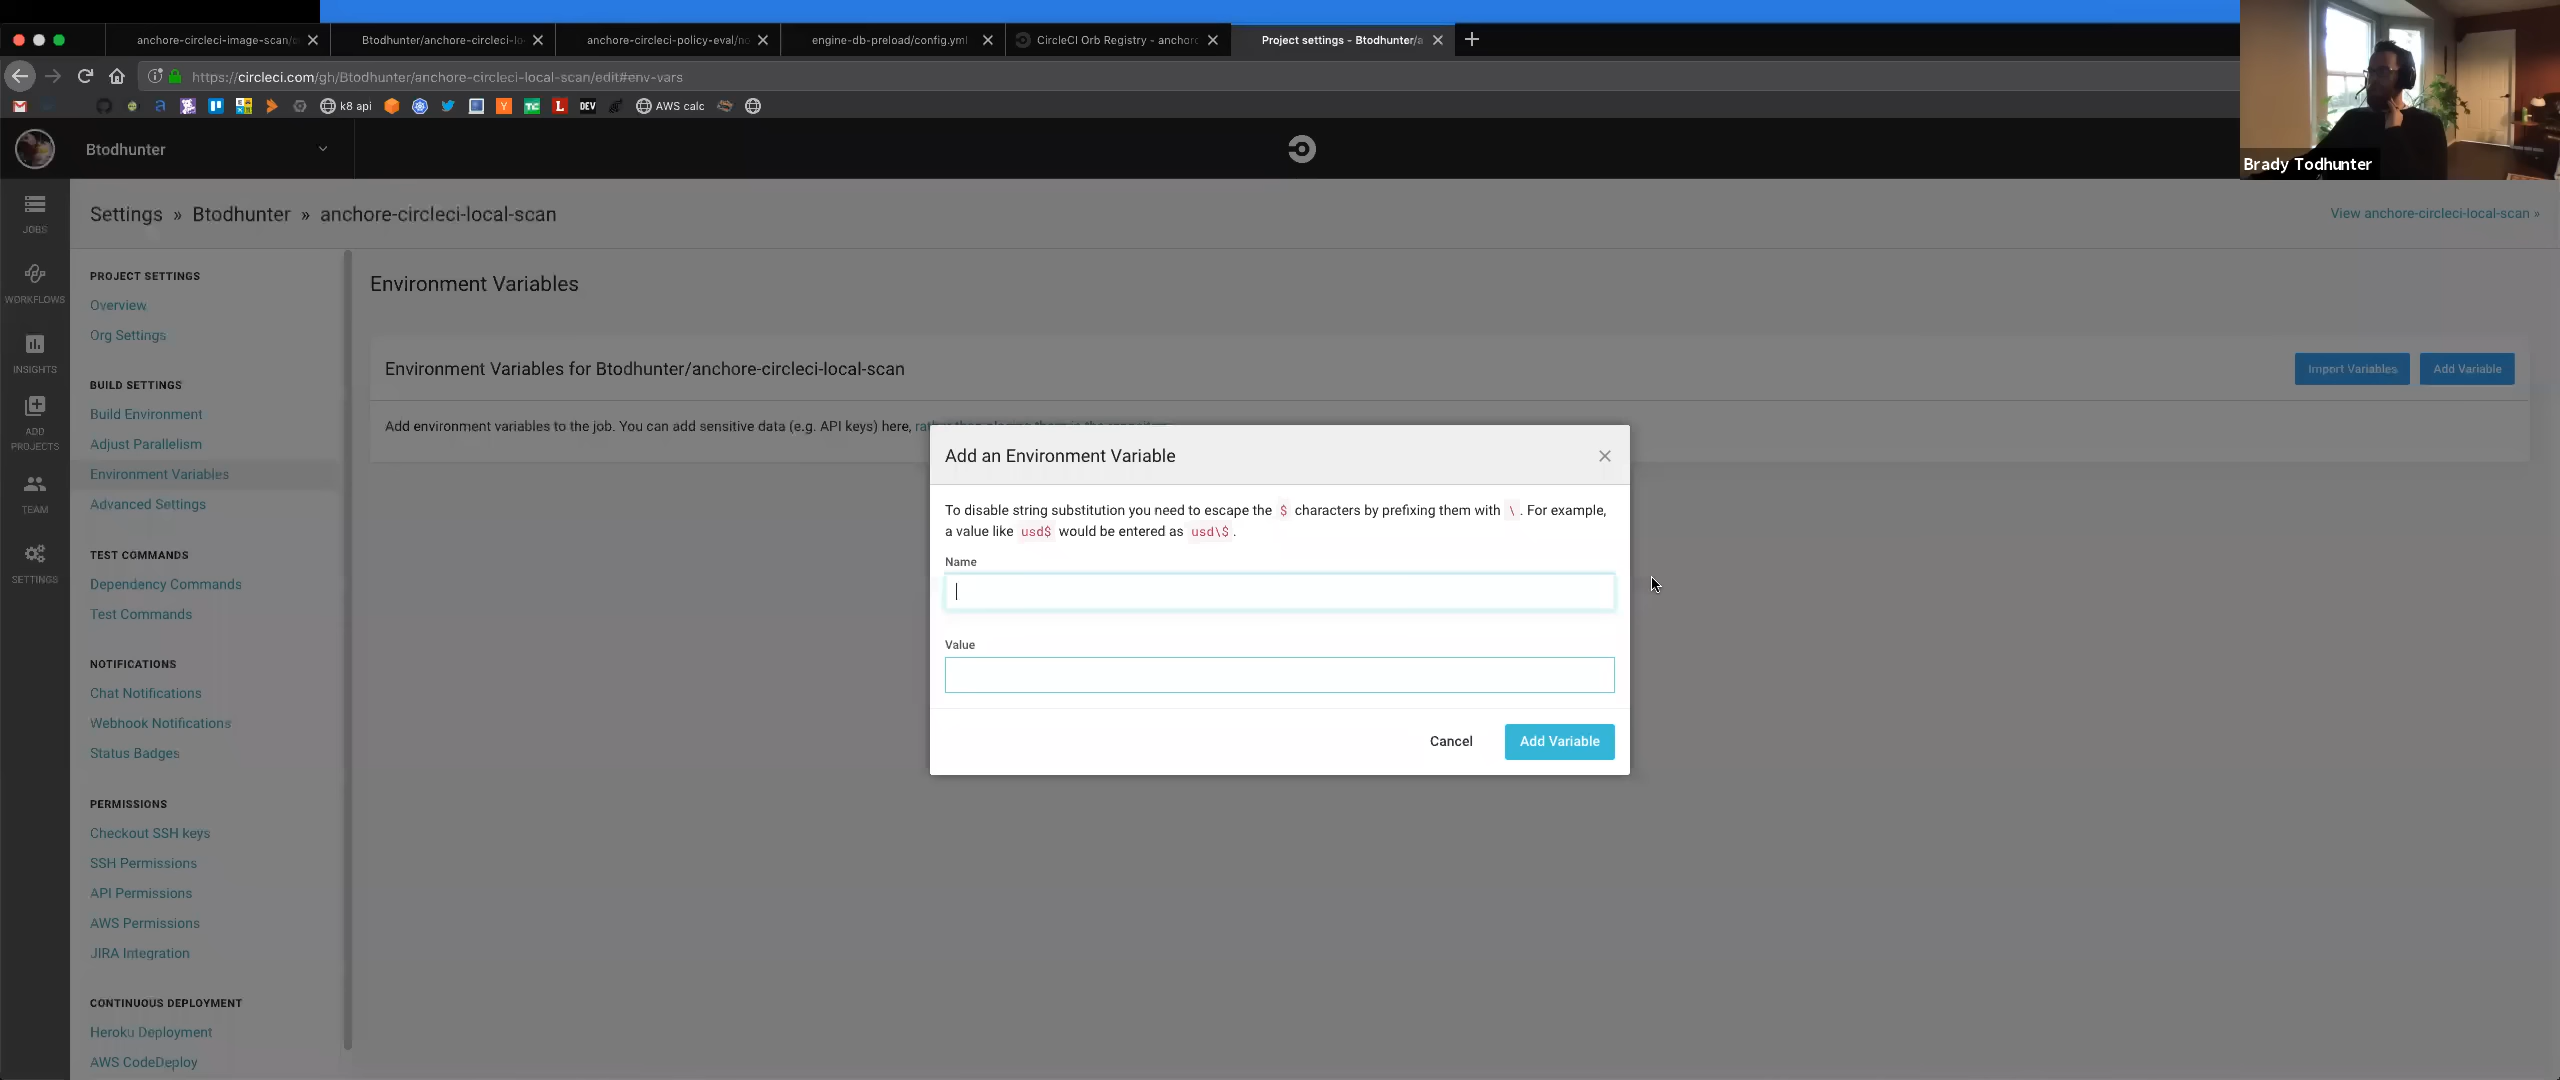 anchore-circleci-image-scan/
Btodhunter/anchore-circleci-lo
anchore-circleci-policy-eval/no
engine-db-preload/config.yml
CircleCI Orb Registry - anchore
Project settings - Btodhunter/a
https://circleci.com/gh/Btodhunter/anchore-circleci-local-scan/edit#env-vars
k8 api
DEV
AWS calc
Btodhunter
Brady Todhunter
Settings » Btodhunter » anchore-circleci-local-scan
View anchore-circleci-local-scan »
JOBS
WORKFLOWS
INSIGHTS
ADD
PROJECTS
TEAM
SETTINGS
PROJECT SETTINGS
Overview
Org Settings
BUILD SETTINGS
Build Environment
Adjust Parallelism
Environment Variables
Advanced Settings
TEST COMMANDS
Dependency Commands
Test Commands
NOTIFICATIONS
Chat Notifications
Webhook Notifications
Status Badges
PERMISSIONS
Checkout SSH keys
SSH Permissions
API Permissions
AWS Permissions
JIRA Integration
CONTINUOUS DEPLOYMENT
Heroku Deployment
AWS CodeDeploy
Environment Variables
Environment Variables for Btodhunter/anchore-circleci-local-scan
Import Variables
Add Variable
Add environment variables to the job. You can add sensitive data (e.g. API keys) here,
Add an Environment Variable
To disable string substitution you need to escape the $ characters by prefixing them with \ . For example,
a value like usd$ would be entered as usd\$ .
Name
Value
Cancel
Add Variable